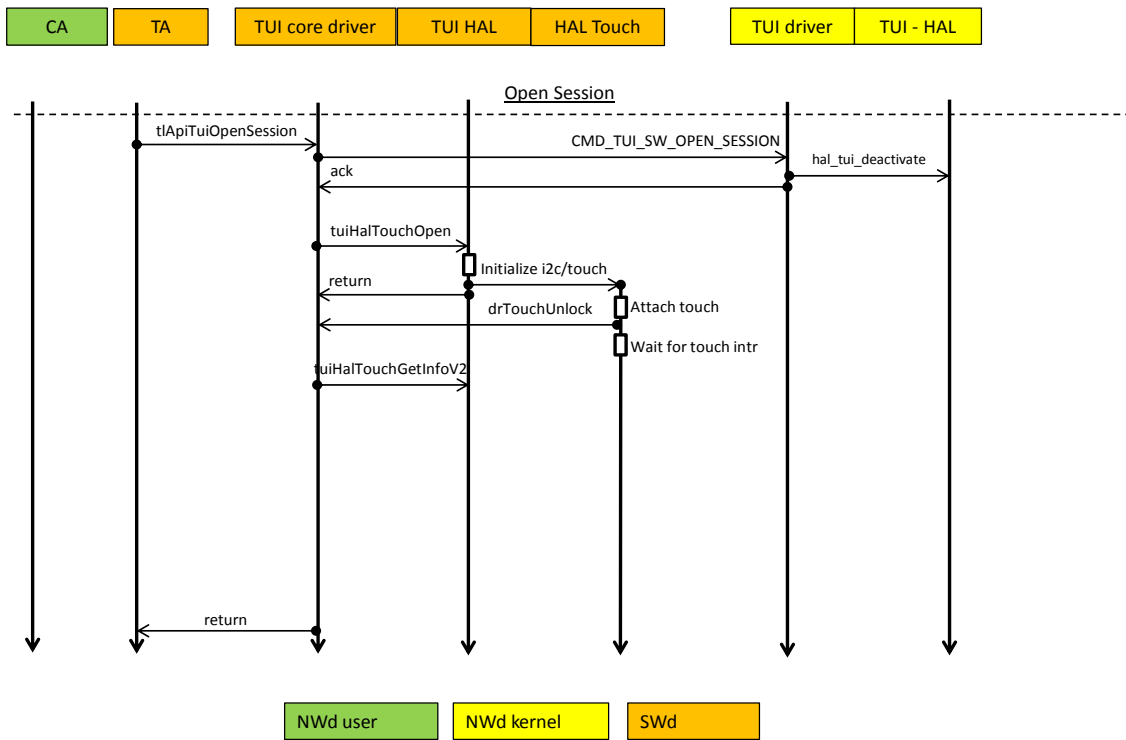 CA
TA
TUI core driver
TUI HAL
HAL Touch
TUI driver
TUI - HAL
Open Session
tlApiTuiOpenSession
CMD_TUI_SW_OPEN_SESSION
hal_tui_deactivate
ack
tuiHalTouchOpen
Initialize i2c/touch
return
drTouchUnlock
Attach touch
Wait for touch intr
tuiHalTouchGetInfoV2
return
NWd user
NWd kernel
SWd